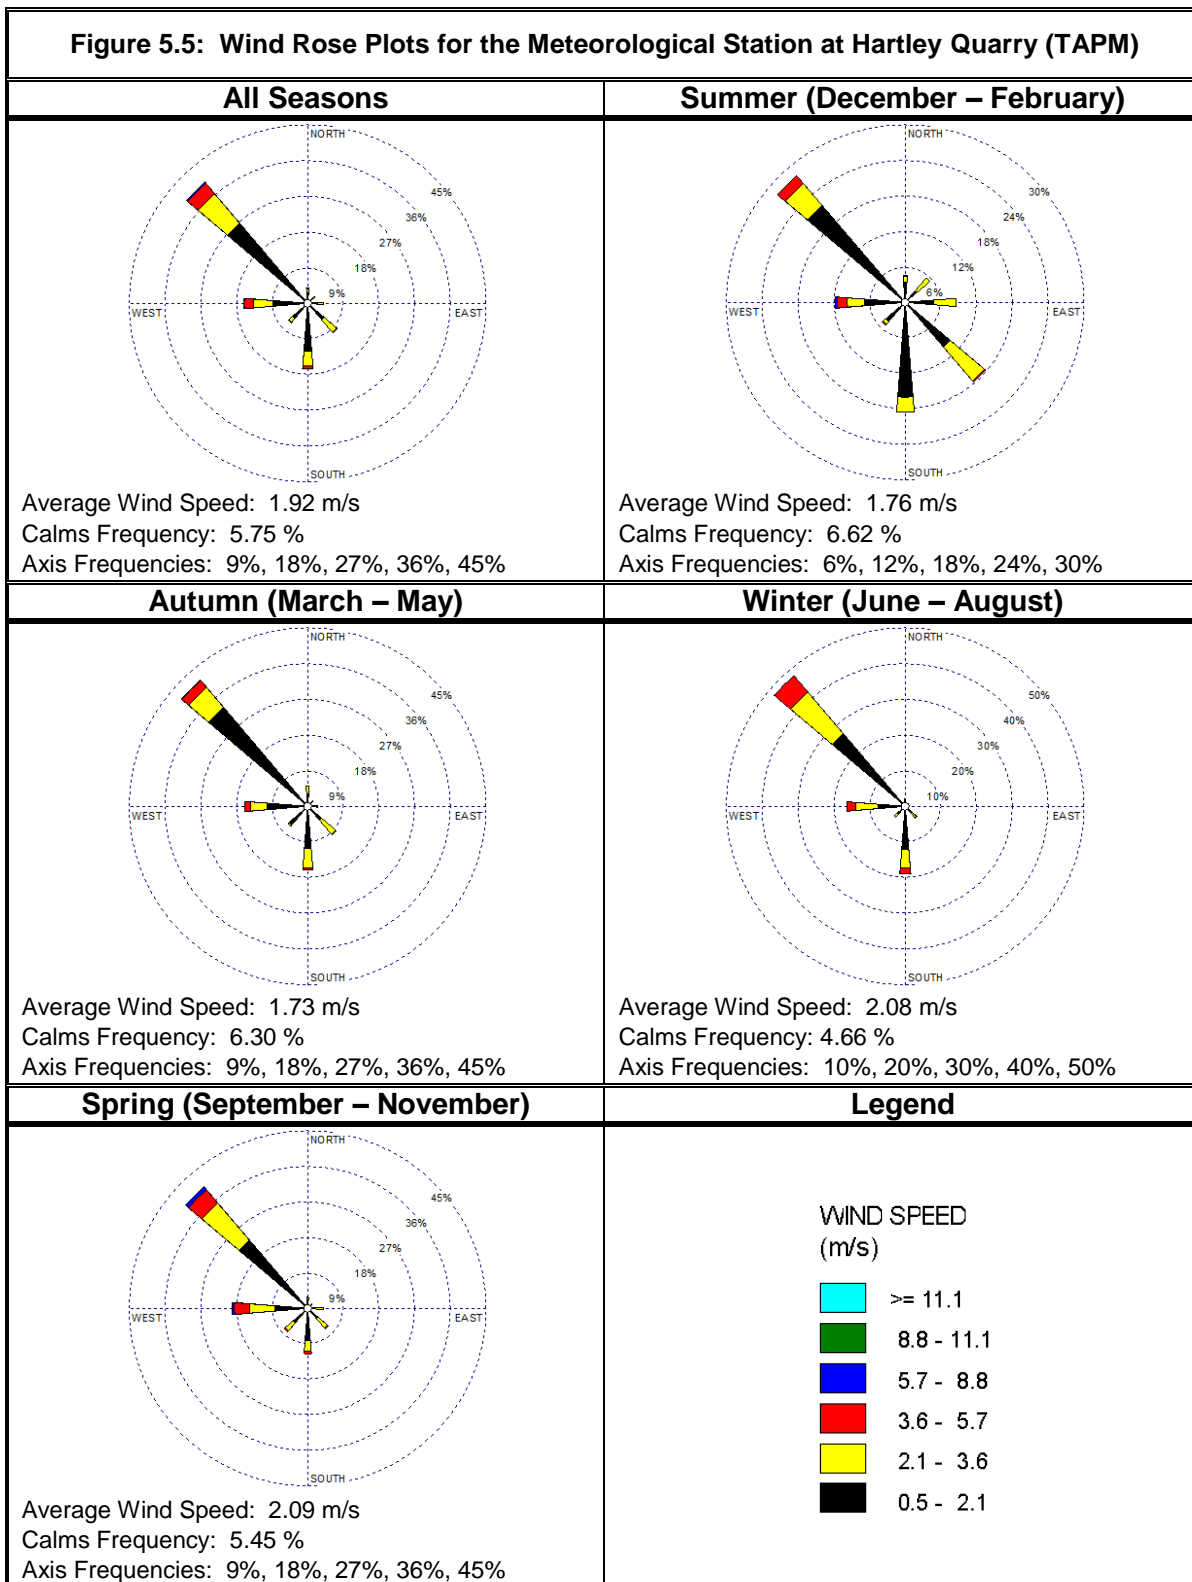 Figure 5.5: Wind Rose Plots for the Meteorological Station at Hartley Quarry (TAPM)
All Seasons
NORTH
45%
36%
27%
18%
9%
WEST
EAST
SOUTH
Average Wind Speed: 1.92 m/s
Calms Frequency: 5.75 %
Axis Frequencies: 9%, 18%, 27%, 36%, 45%
Summer (December – February)
NORTH
30%
24%
18%
12%
6%
WEST
EAST
SOUTH
Average Wind Speed: 1.76 m/s
Calms Frequency: 6.62 %
Axis Frequencies: 6%, 12%, 18%, 24%, 30%
Autumn (March – May)
NORTH
45%
36%
27%
18%
9%
WEST
EAST
SOUTH
Average Wind Speed: 1.73 m/s
Calms Frequency: 6.30 %
Axis Frequencies: 9%, 18%, 27%, 36%, 45%
Winter (June – August)
NORTH
50%
40%
30%
20%
10%
WEST
EAST
SOUTH
Average Wind Speed: 2.08 m/s
Calms Frequency: 4.66 %
Axis Frequencies: 10%, 20%, 30%, 40%, 50%
Spring (September – November)
NORTH
45%
36%
27%
18%
9%
WEST
EAST
SOUTH
Average Wind Speed: 2.09 m/s
Calms Frequency: 5.45 %
Axis Frequencies: 9%, 18%, 27%, 36%, 45%
Legend
WIND SPEED
(m/s)
>= 11.1
8.8 - 11.1
5.7 - 8.8
3.6 - 5.7
2.1 - 3.6
0.5 - 2.1